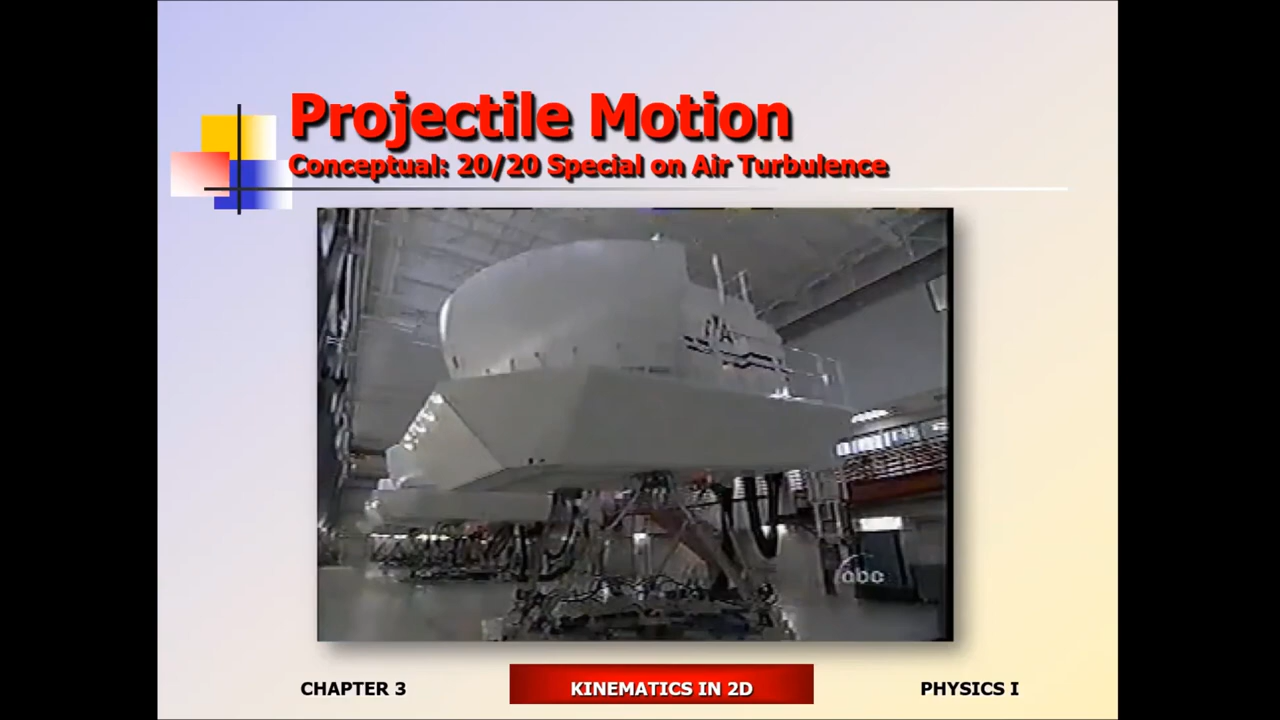 Projectile Motion
Conceptual: 20/20 Special on Air Turbulence
abc
CHAPTER 3
KINEMATICS IN 2D
PHYSICS I